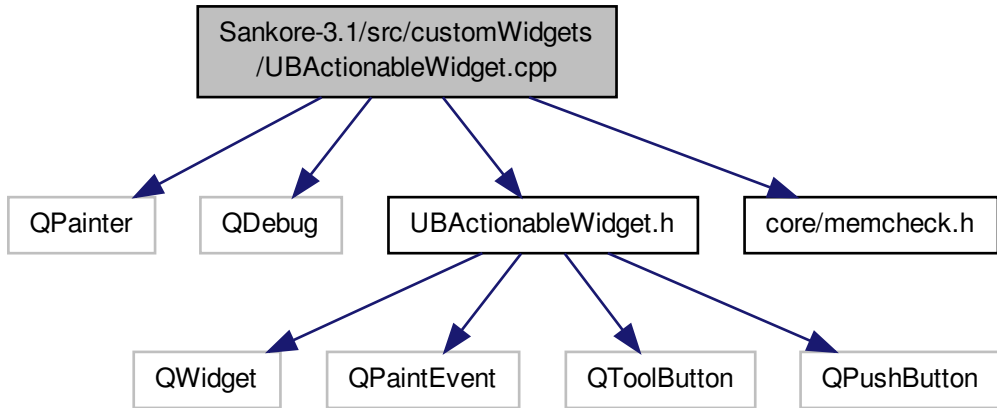 Sankore-3.1/src/customWidgets
/UBActionableWidget.cpp
QPainter
QDebug
UBActionableWidget.h
core/memcheck.h
QWidget
QPaintEvent
QToolButton
QPushButton